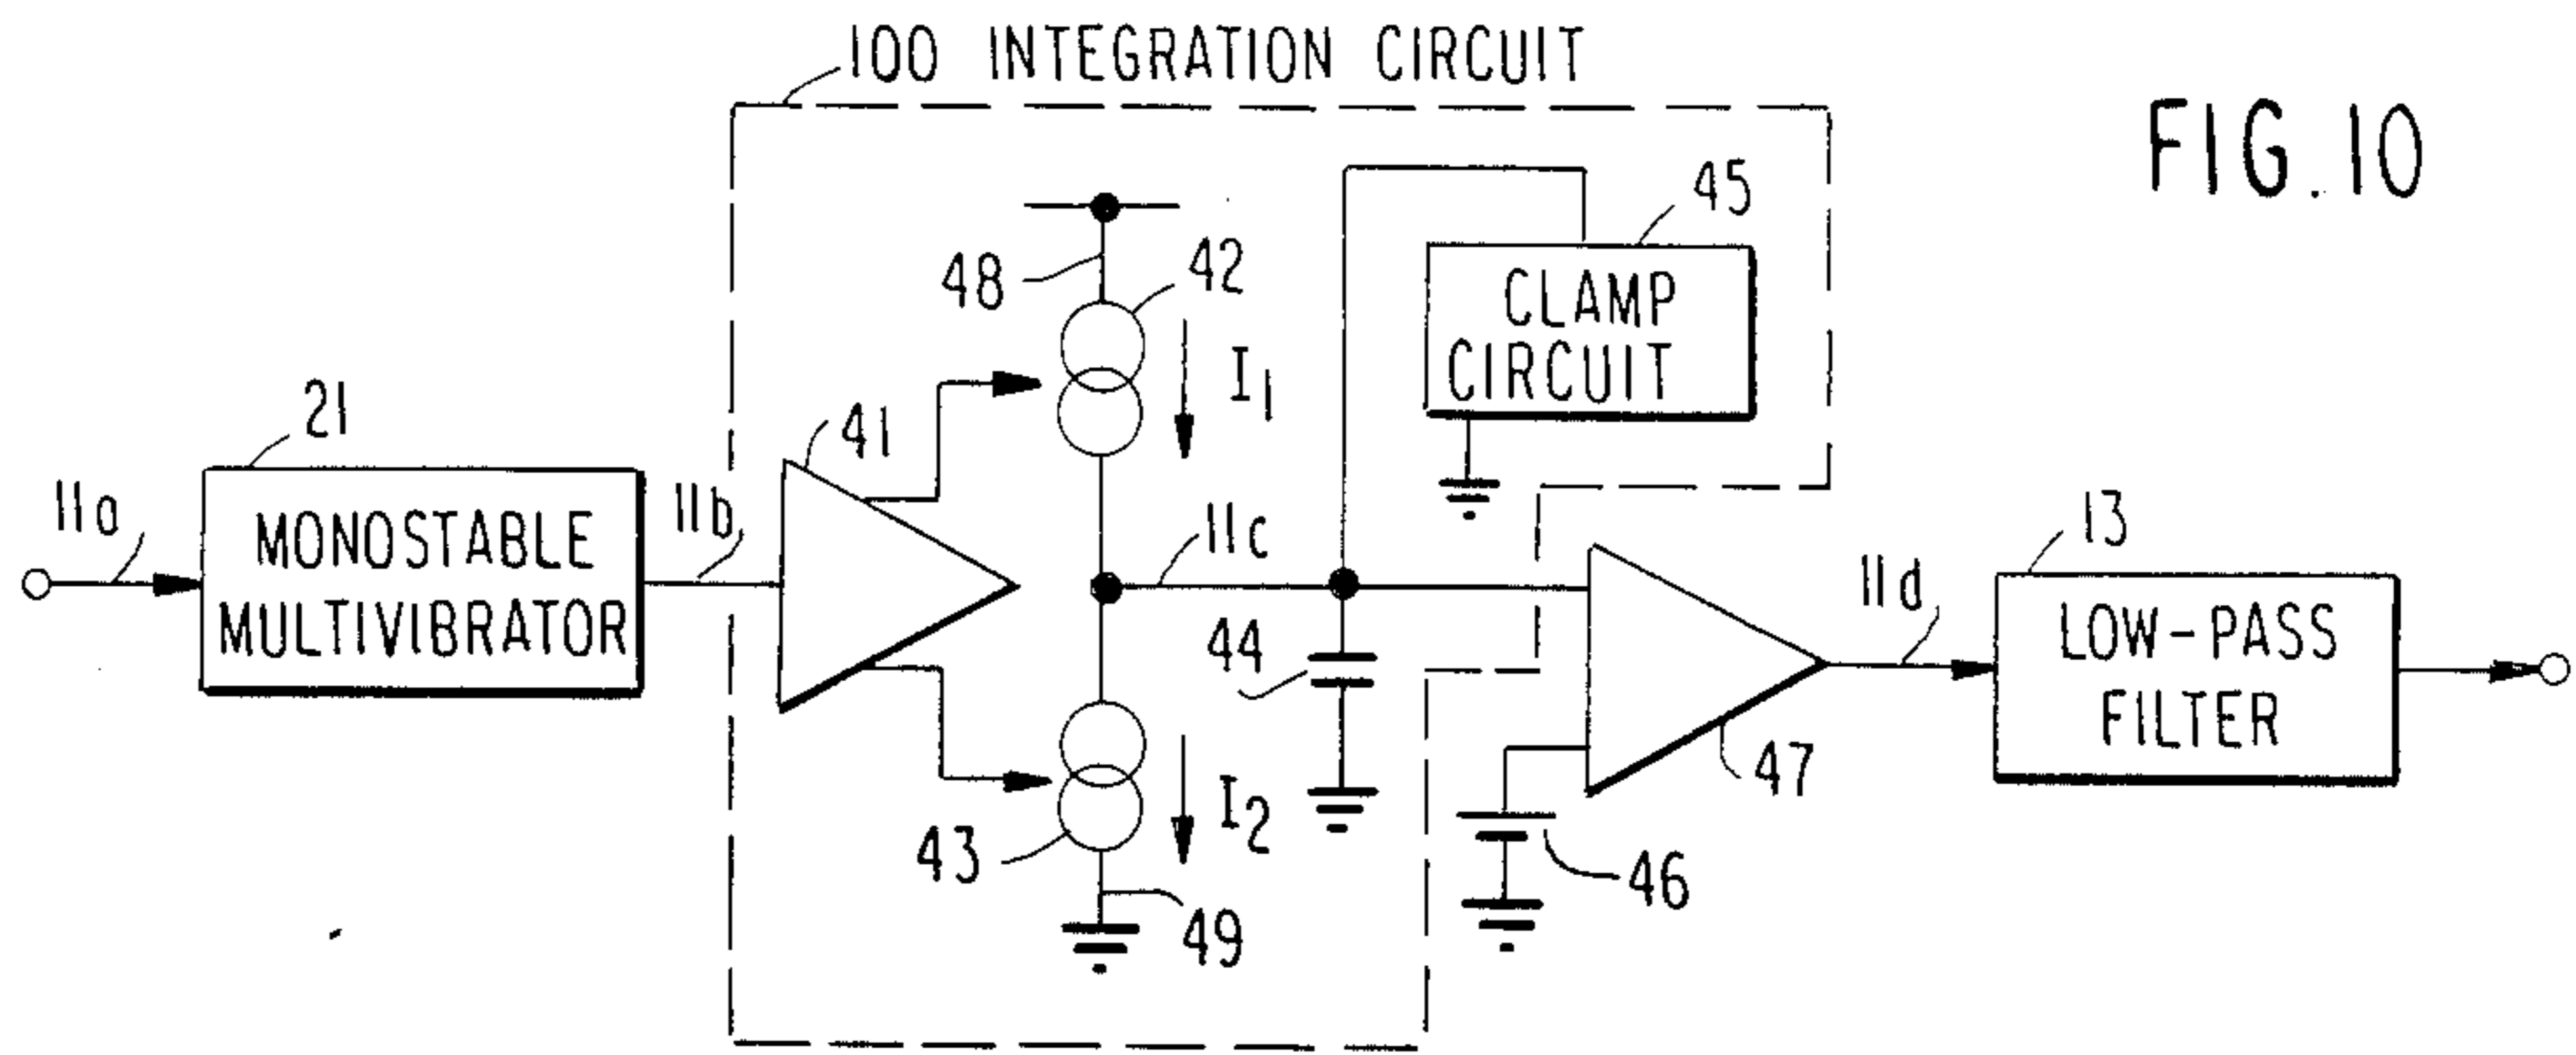 100 INTEGRATION CIRCUIT
FIG. 10
45
CLAMP
CIRCUIT
48
42
I1
21
41
11a
MONOSTABLE
MULTIVIBRATOR
11b
11c
44
13
11d
LOW-PASS
FILTER
47
43
I2
46
49